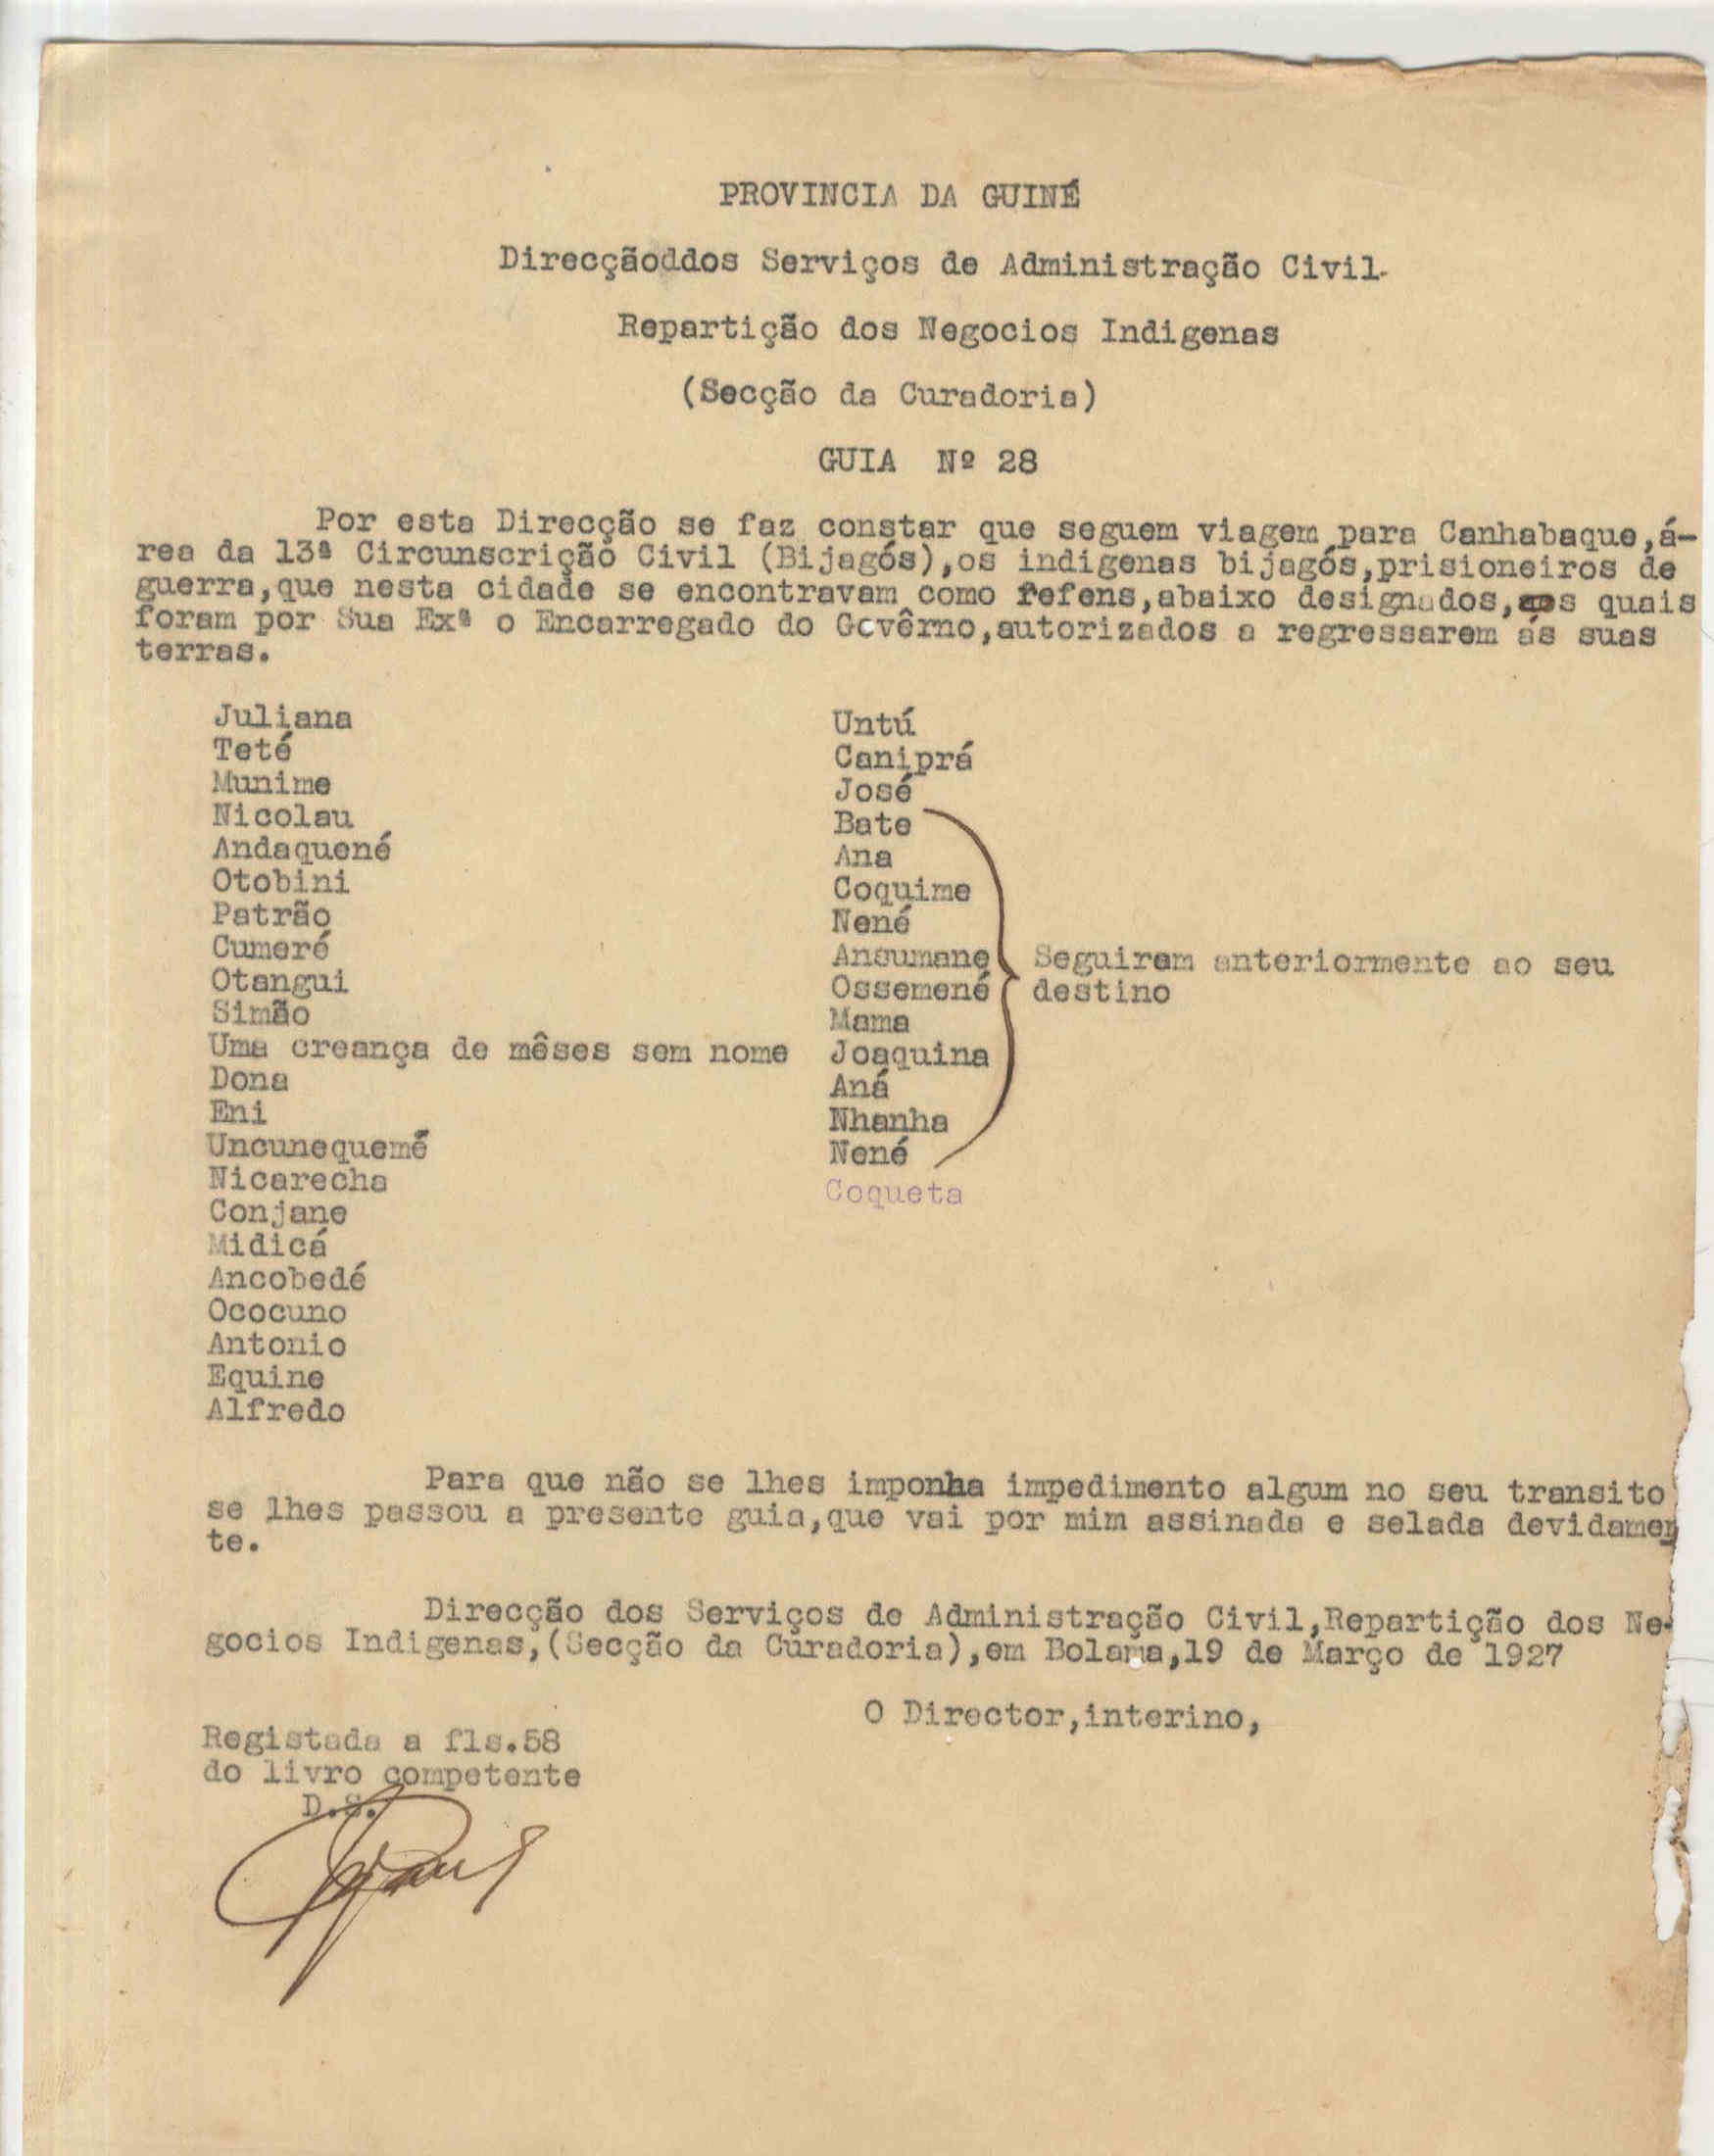 PROVINCIA DA GUINÉ
Direcçãoddos Serviços de Administração Civil.
Repartição dos Negocios Indigenas
(Secção da Curadoria)
GUIA Nº 28
Por esta Direcção se faz constar que seguem viagem para Canhabaque,á-
rea da 13ª Circunscrição Civil (Bijagós),os indigenas bijagós,prisioneiros de
guerra,que nesta cidade se encontravam como refens,abaixo designados,os quais
foram por Sua Exª o Encarregado do Govêrno,autorizados a regressarem ás suas
terras.
Juliana
Teté
Munime
Nicolau
Andaquené
Otobini
Patrão
Cumeré
Otangui
Simão
Uma creança de mêses sem nome
Dona
Eni
Uncunequemé
Nicarecha
Conjane
Midicá
Ancobedé
Ococuno
Antonio
Equine
Alfredo
Untú
Caniprá
José
Bate
Ana
Coquime
Nené
Ansumane
Ossemené
Mama
Joaquina
Aná
Nhanha
Nené
Coqueta
Seguiram anteriormente ao seu
destino
Para que não se lhes imponha impedimento algum no seu transito
se lhes passou a presente guia,que vai por mim assinada e selada devidamen
te.
Direcção dos Serviços de Administração Civil,Repartição dos Ne-
gocios Indigenas,(Secção da Curadoria),em Bolama,19 de Março de 1927
O Director,interino,
Registada a fls.58
do livro competente
D.S.